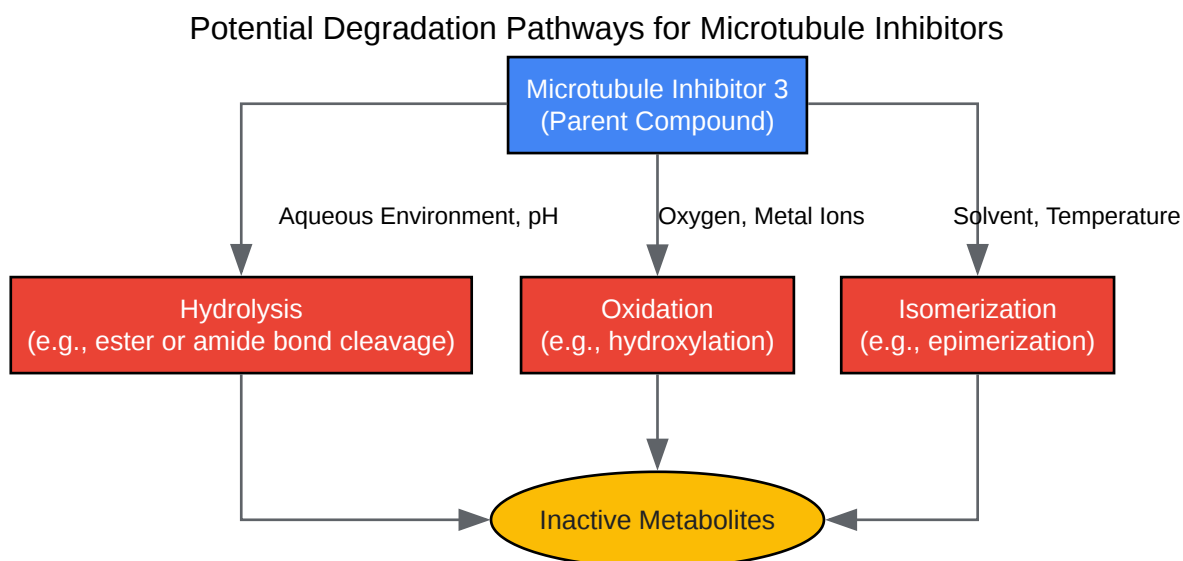 Potential Degradation Pathways for Microtubule Inhibitors
Microtubule Inhibitor 3
(Parent Compound)
Aqueous Environment, pH
Oxygen, Metal Ions
Solvent, Temperature
Hydrolysis
(e.g., ester or amide bond cleavage)
Oxidation
(e.g., hydroxylation)
Isomerization
(e.g., epimerization)
Inactive Metabolites